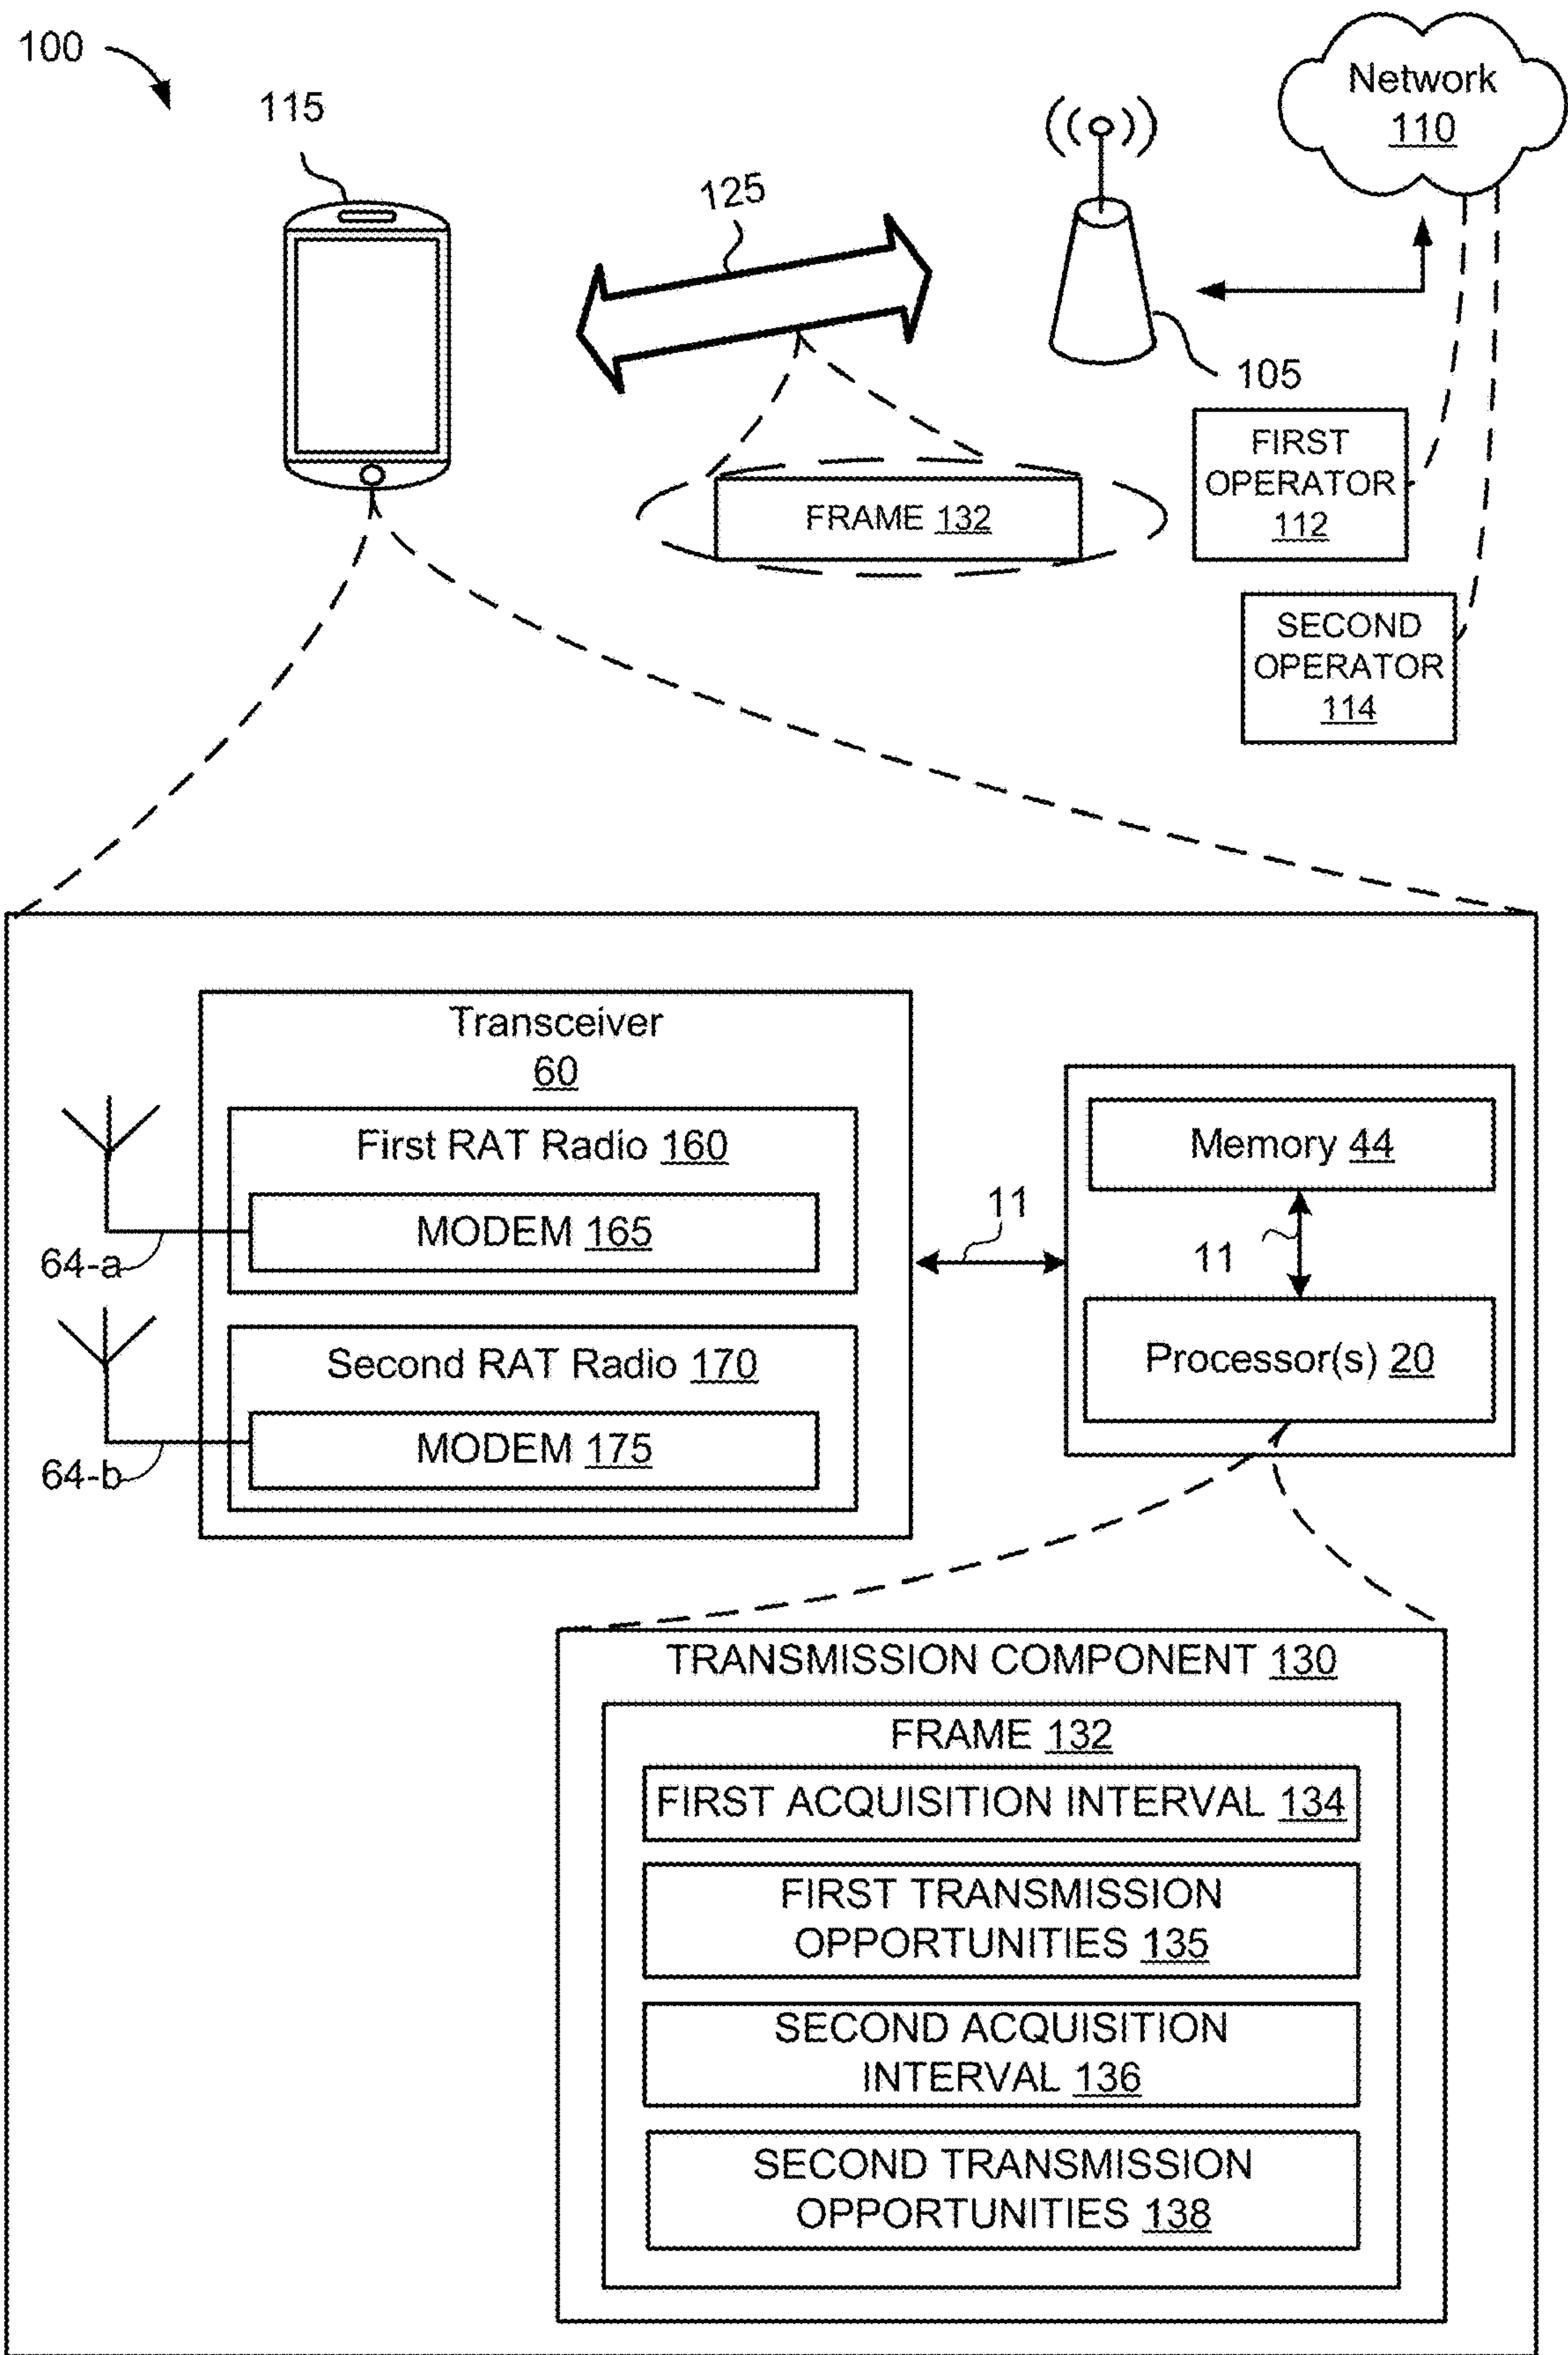 100
115
125
Network
110
105
FIRST
OPERATOR
112
FRAME 132
SECOND
OPERATOR
114
Transceiver
60
First RAT Radio 160
MODEM 165
64-a
Second RAT Radio 170
MODEM 175
64-b
11
Memory 44
11
Processor(s) 20
TRANSMISSION COMPONENT 130
FRAME 132
FIRST ACQUISITION INTERVAL 134
FIRST TRANSMISSION
OPPORTUNITIES 135
SECOND ACQUISITION
INTERVAL 136
SECOND TRANSMISSION
OPPORTUNITIES 138